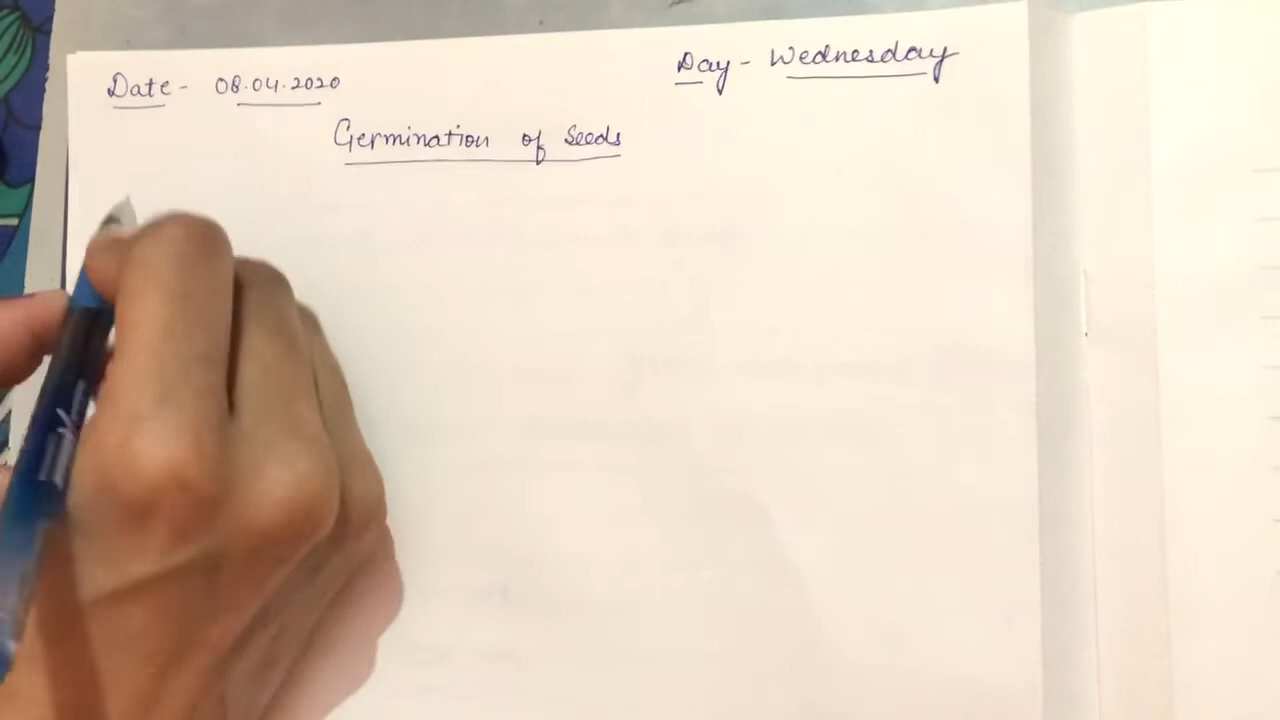 Date - 08.04.2020 Day - Wednesday
Germination of Seeds